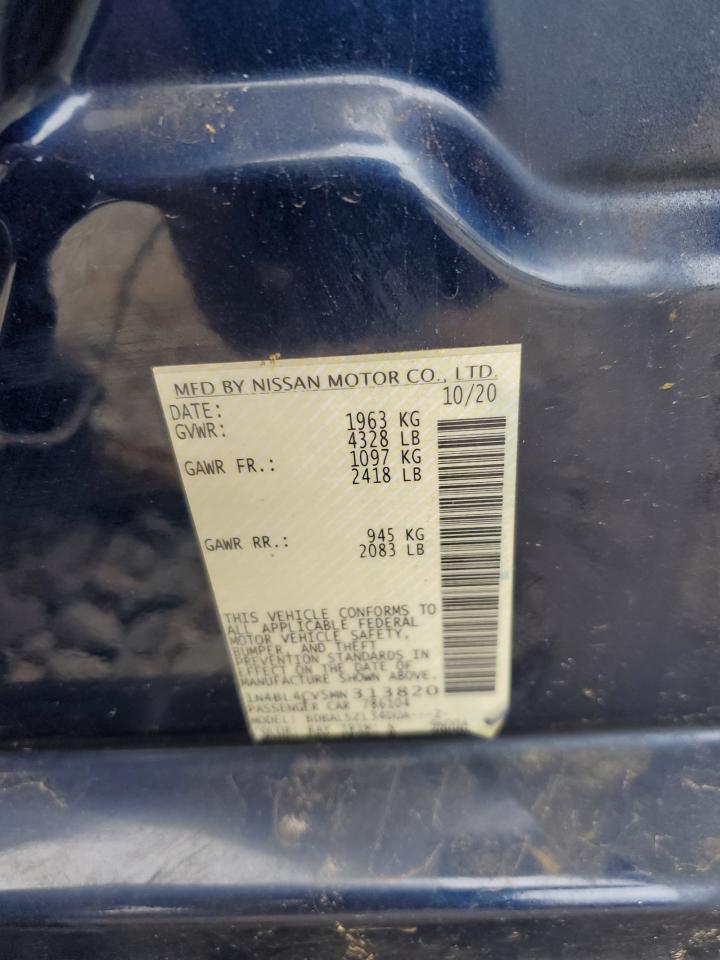 MFD BY NISSAN MOTOR CO., LTD.
DATE: 10/20
GVWR: 1963 KG
4328 LB
GAWR FR.: 1097 KG
2418 LB
GAWR RR.: 945 KG
2083 LB
THIS VEHICLE CONFORMS TO
ALL APPLICABLE FEDERAL
MOTOR VEHICLE SAFETY,
BUMPER, AND THEFT
PREVENTION STANDARDS IN
EFFECT ON THE DATE OF
MANUFACTURE SHOWN ABOVE.
1N4BL4CV5MN313820
PASSENGER CAR 786104
MODEL: